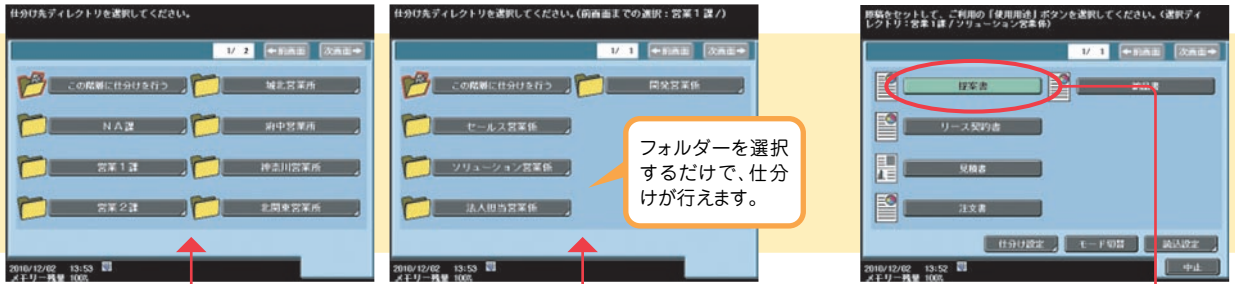 仕分け先ディレクトリを選択してください。
1/ 2 ←前画面 次画面→
この階層に仕分けを行う 城北営業所
NA課 府中営業所
営業1課 神奈川営業所
営業2課 北関東営業所
2010/12/02 13:53
メモリー残量 100%
仕分け先ディレクトリを選択してください。(前画面までの選択:営業1課/)
1/ 1 ←前画面 次画面→
この階層に仕分けを行う 開発営業係
セールス営業係
ソリューション営業係
法人担当営業係
フォルダーを選択
するだけで、仕分
けが行えます。
2010/12/02 13:53
メモリー残量 100%
原稿をセットして、ご利用の「使用用途」ボタンを選択してください。(選択ディ
レクトリ:営業1課/ソリューション営業係)
1/ 1 ←前画面 次画面→
提案書
リース契約書
見積書
注文書
仕分け設定 モード切替 読込設定
2010/12/02 13:52
メモリー残量 100%
中止